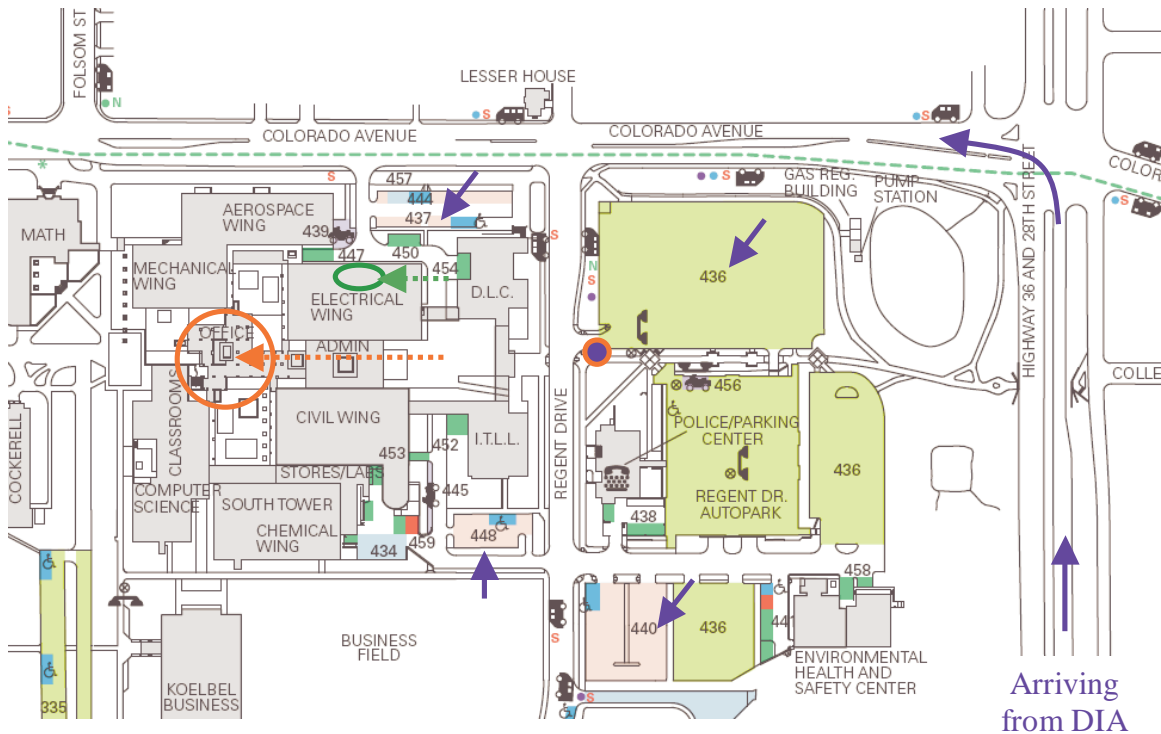 FOLSOM ST
N
S
LESSER HOUSE
S
COLORADO AVENUE
COLORADO AVENUE
S
HIGHWAY 36 AND 28TH STREET
COLOR
S
*
S
457
444
437
S
GAS REG.
BUILDING
PUMP
STATION
AEROSPACE
WING
439
MATH
447
450
454
S
436
N
S
MECHANICAL
WING
ELECTRICAL
WING
D.L.C.
OFFICE
ADMIN
456
COLLE
CLASSROOMS
CIVIL WING
REGENT DRIVE
POLICE/PARKING
CENTER
I.T.L.L.
452
453
436
COCKERELL
STORES/LABS
COMPUTER
SCIENCE
SOUTH TOWER
445
REGENT DR.
AUTOPARK
438
CHEMICAL
WING
434
459
448
458
S
440
436
441
BUSINESS
FIELD
ENVIRONMENTAL
HEALTH AND
SAFETY CENTER
KOELBEL
BUSINESS
335
S
Arriving
from DIA